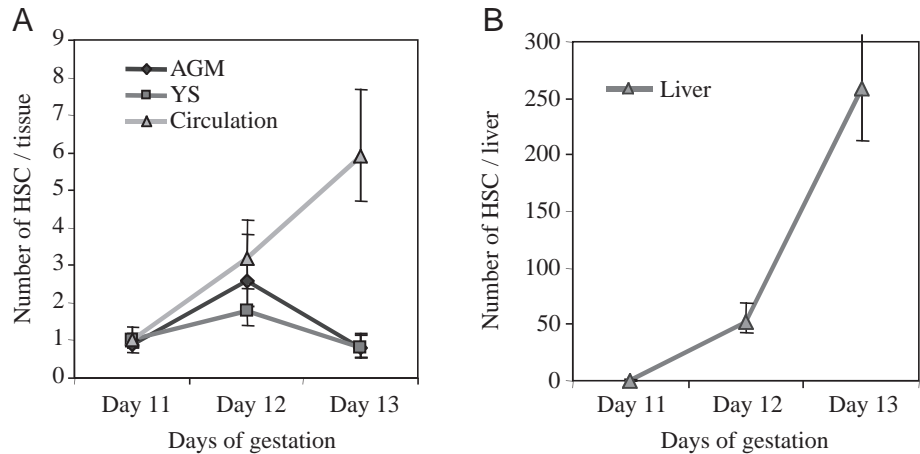 A
Number of HSC / tissue
9
8
7
6
5
4
3
2
1
0
AGM
YS
Circulation
Day 11 Day 12 Day 13
Days of gestation
B
Number of HSC / liver
300
250
200
150
100
50
0
Liver
Day 11 Day 12 Day 13
Days of gestation